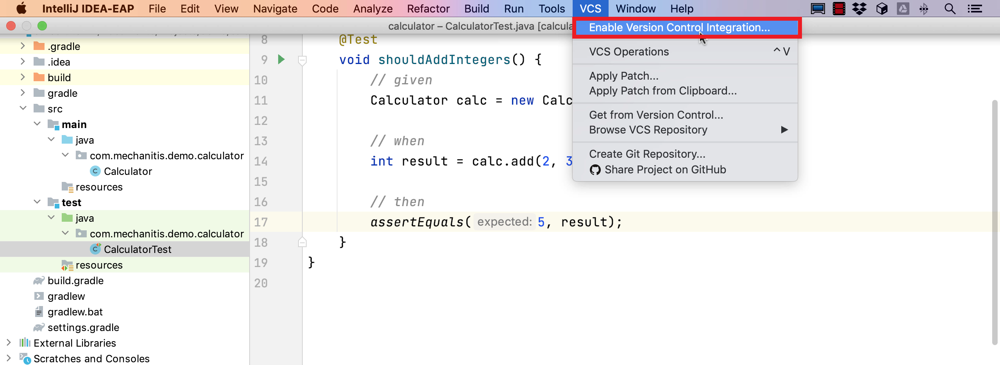 IntelliJ IDEA-EAP File Edit View Navigate Code Analyze Refactor Build Run Tools VCS Window Help
calculator – CalculatorTest.java [calcula
.gradle
.idea
build
gradle
src
main
java
com.mechanitis.demo.calculator
Calculator
resources
test
java
com.mechanitis.demo.calculator
CalculatorTest
resources
build.gradle
gradlew
gradlew.bat
settings.gradle
External Libraries
Scratches and Consoles
8 @Test
9 void shouldAddIntegers() {
10 // given
11 Calculator calc = new Calc
12
13 // when
14 int result = calc.add(2, 3
15
16 // then
17 assertEquals( expected: 5, result);
18 }
19 }
20
Enable Version Control Integration...
VCS Operations ^V
Apply Patch...
Apply Patch from Clipboard...
Get from Version Control...
Browse VCS Repository
Create Git Repository...
Share Project on GitHub